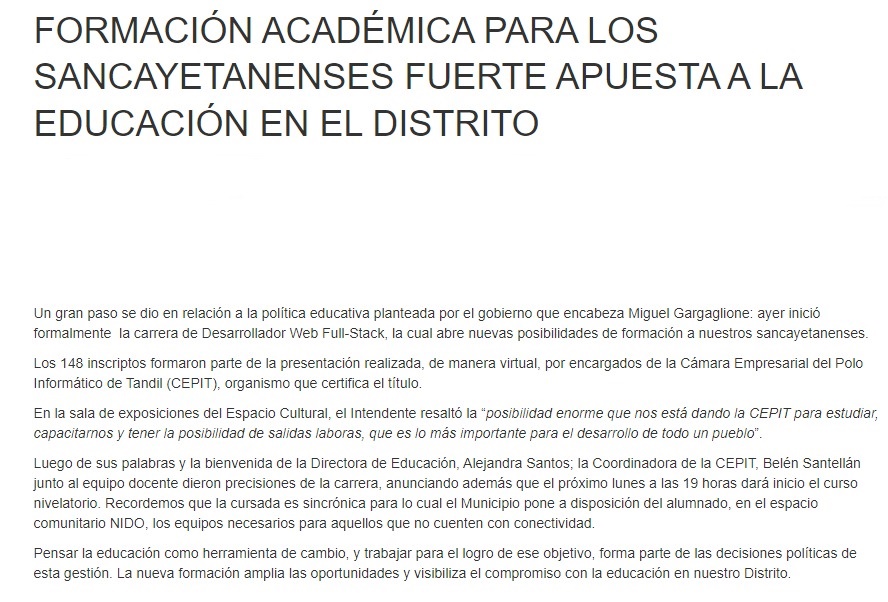 FORMACIÓN ACADÉMICA PARA LOS
SANCAYETANENSES FUERTE APUESTA A LA
EDUCACIÓN EN EL DISTRITO
Un gran paso se dio en relación a la política educativa planteada por el gobierno que encabeza Miguel Gargaglione: ayer inició
formalmente  la carrera de Desarrollador Web Full-Stack, la cual abre nuevas posibilidades de formación a nuestros sancayetanenses.
Los 148 inscriptos formaron parte de la presentación realizada, de manera virtual, por encargados de la Cámara Empresarial del Polo
Informático de Tandil (CEPIT), organismo que certifica el título.
En la sala de exposiciones del Espacio Cultural, el Intendente resaltó la “posibilidad enorme que nos está dando la CEPIT para estudiar,
capacitarnos y tener la posibilidad de salidas laboras, que es lo más importante para el desarrollo de todo un pueblo”.
Luego de sus palabras y la bienvenida de la Directora de Educación, Alejandra Santos; la Coordinadora de la CEPIT, Belén Santellán
junto al equipo docente dieron precisiones de la carrera, anunciando además que el próximo lunes a las 19 horas dará inicio el curso
nivelatorio. Recordemos que la cursada es sincrónica para lo cual el Municipio pone a disposición del alumnado, en el espacio
comunitario NIDO, los equipos necesarios para aquellos que no cuenten con conectividad.
Pensar la educación como herramienta de cambio, y trabajar para el logro de ese objetivo, forma parte de las decisiones políticas de
esta gestión. La nueva formación amplia las oportunidades y visibiliza el compromiso con la educación en nuestro Distrito.